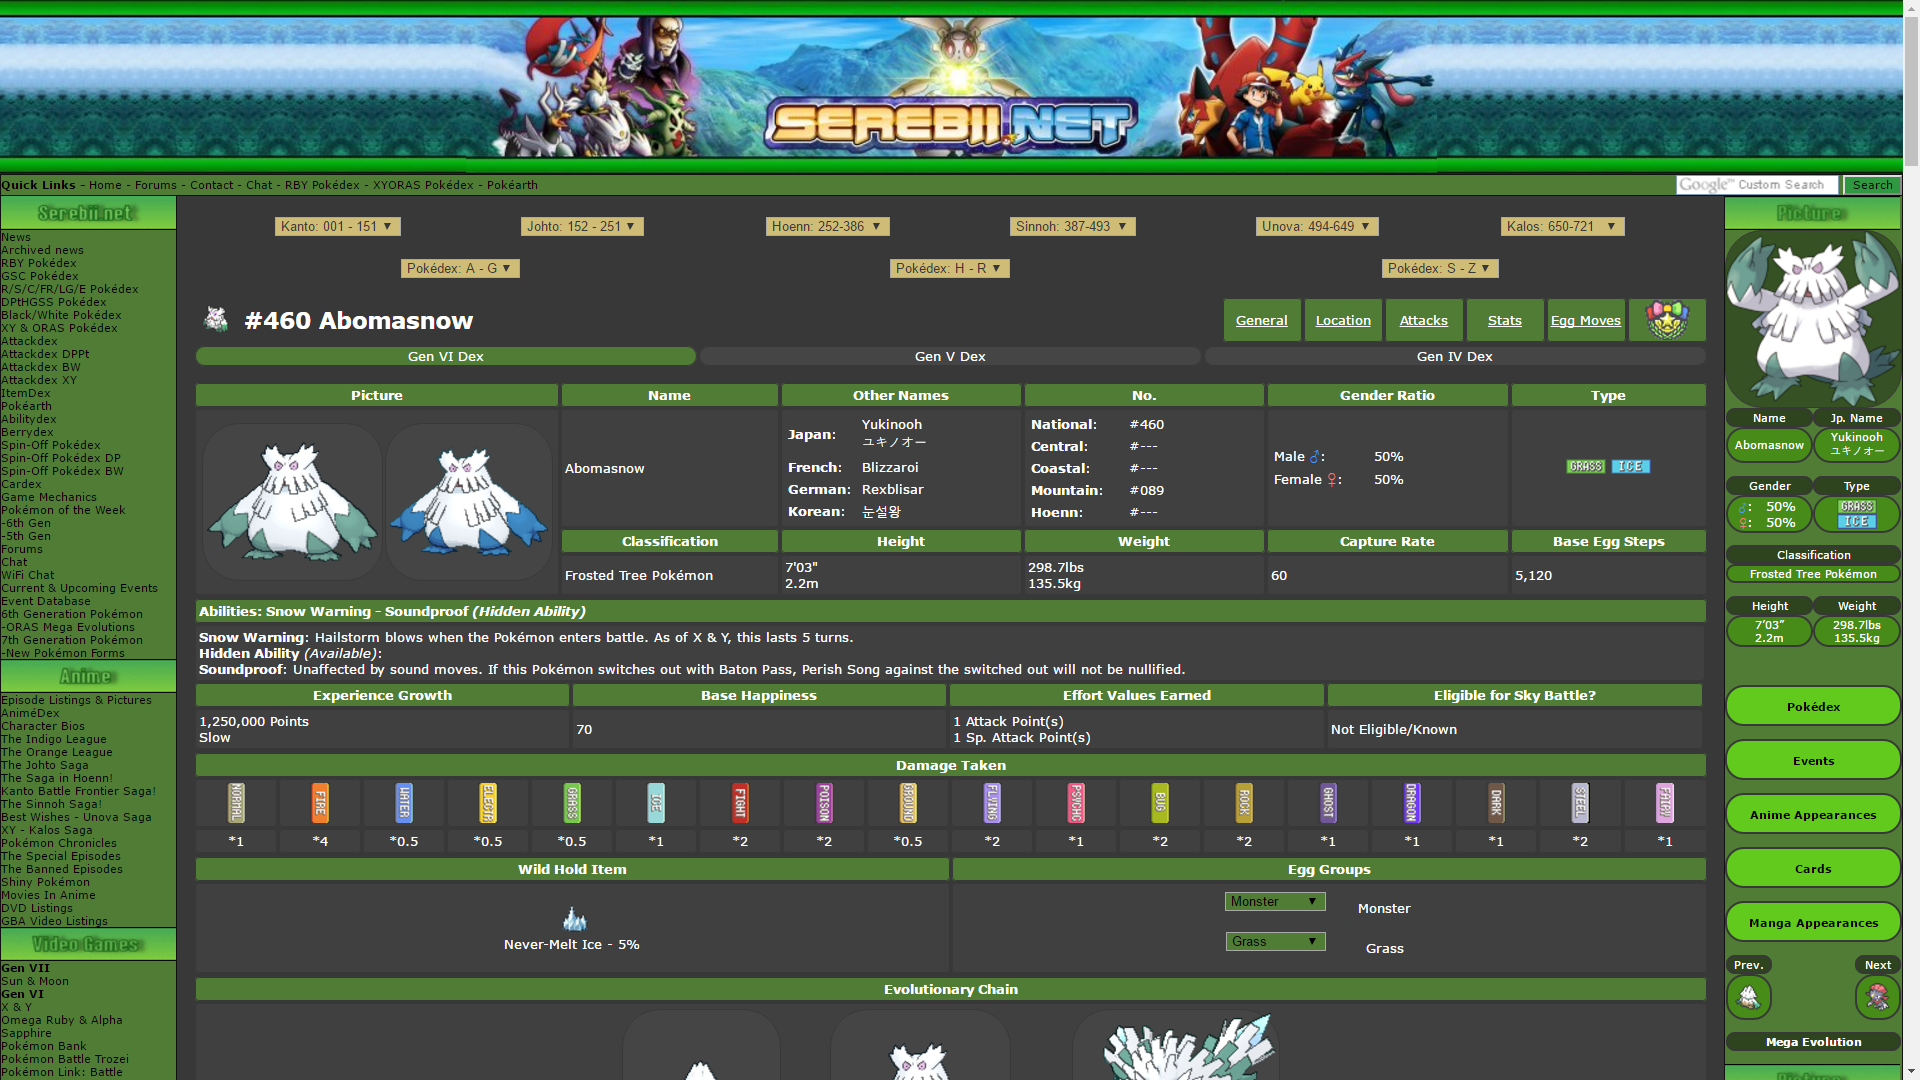 SEREBII.NET
Quick Links - Home - Forums - Contact - Chat - RBY Pokédex - XYORAS Pokédex - Pokéarth
Google™ Custom Search
Search
Serebii.net
News
Archived news
RBY Pokédex
GSC Pokédex
R/S/C/FR/LG/E Pokédex
DPtHGSS Pokédex
Black/White Pokédex
XY & ORAS Pokédex
Attackdex
Attackdex DPPt
Attackdex BW
Attackdex XY
ItemDex
Pokéarth
Abilitydex
Berrydex
Spin-Off Pokédex
Spin-Off Pokédex DP
Spin-Off Pokédex BW
Cardex
Game Mechanics
Pokémon of the Week
-6th Gen
-5th Gen
Forums
Chat
WiFi Chat
Current & Upcoming Events
Event Database
6th Generation Pokémon
-ORAS Mega Evolutions
7th Generation Pokémon
-New Pokémon Forms
Anime
Episode Listings & Pictures
AniméDex
Character Bios
The Indigo League
The Orange League
The Johto Saga
The Saga in Hoenn!
Kanto Battle Frontier Saga!
The Sinnoh Saga!
Best Wishes - Unova Saga
XY - Kalos Saga
Pokémon Chronicles
The Special Episodes
The Banned Episodes
Shiny Pokémon
Movies In Anime
DVD Listings
GBA Video Listings
Video Games
Gen VII
Sun & Moon
Gen VI
X & Y
Omega Ruby & Alpha
Sapphire
Pokémon Bank
Pokémon Battle Trozei
Pokémon Link: Battle
Kanto: 001 - 151
Johto: 152 - 251
Hoenn: 252-386
Sinnoh: 387-493
Unova: 494-649
Kalos: 650-721
Pokédex: A - G
Pokédex: H - R
Pokédex: S - Z
#460 Abomasnow
General
Location
Attacks
Stats
Egg Moves
Gen VI Dex
Gen V Dex
Gen IV Dex
Picture
Name
Other Names
No.
Gender Ratio
Type
Abomasnow
Japan: Yukinooh
ユキノオー
French: Blizzaroi
German: Rexblisar
Korean: 눈설왕
National: #460
Central: #---
Coastal: #---
Mountain: #089
Hoenn: #---
Male ♂: 50%
Female ♀: 50%
GRASS ICE
Classification
Height
Weight
Capture Rate
Base Egg Steps
Frosted Tree Pokémon
7'03"
2.2m
298.7lbs
135.5kg
60
5,120
Abilities: Snow Warning - Soundproof (Hidden Ability)
Snow Warning: Hailstorm blows when the Pokémon enters battle. As of X & Y, this lasts 5 turns.
Hidden Ability (Available):
Soundproof: Unaffected by sound moves. If this Pokémon switches out with Baton Pass, Perish Song against the switched out will not be nullified.
Experience Growth
Base Happiness
Effort Values Earned
Eligible for Sky Battle?
1,250,000 Points
Slow
70
1 Attack Point(s)
1 Sp. Attack Point(s)
Not Eligible/Known
Damage Taken
NORMAL FIRE WATER ELECTR GRASS ICE FIGHT POISON GROUND FLYING PSYCHC BUG ROCK GHOST DRAGON DARK STEEL FAIRY
*1 *4 *0.5 *0.5 *0.5 *1 *2 *2 *0.5 *2 *1 *2 *2 *1 *1 *1 *2 *1
Wild Hold Item
Egg Groups
Never-Melt Ice - 5%
Monster Monster
Grass Grass
Evolutionary Chain
Picture
Name
Jp. Name
Abomasnow
Yukinooh
ユキノオー
Gender
Type
♂: 50%
♀: 50%
GRASS
ICE
Classification
Frosted Tree Pokémon
Height
Weight
7'03”
2.2m
298.7lbs
135.5kg
Pokédex
Events
Anime Appearances
Cards
Manga Appearances
Prev.
Next
Mega Evolution
Picture